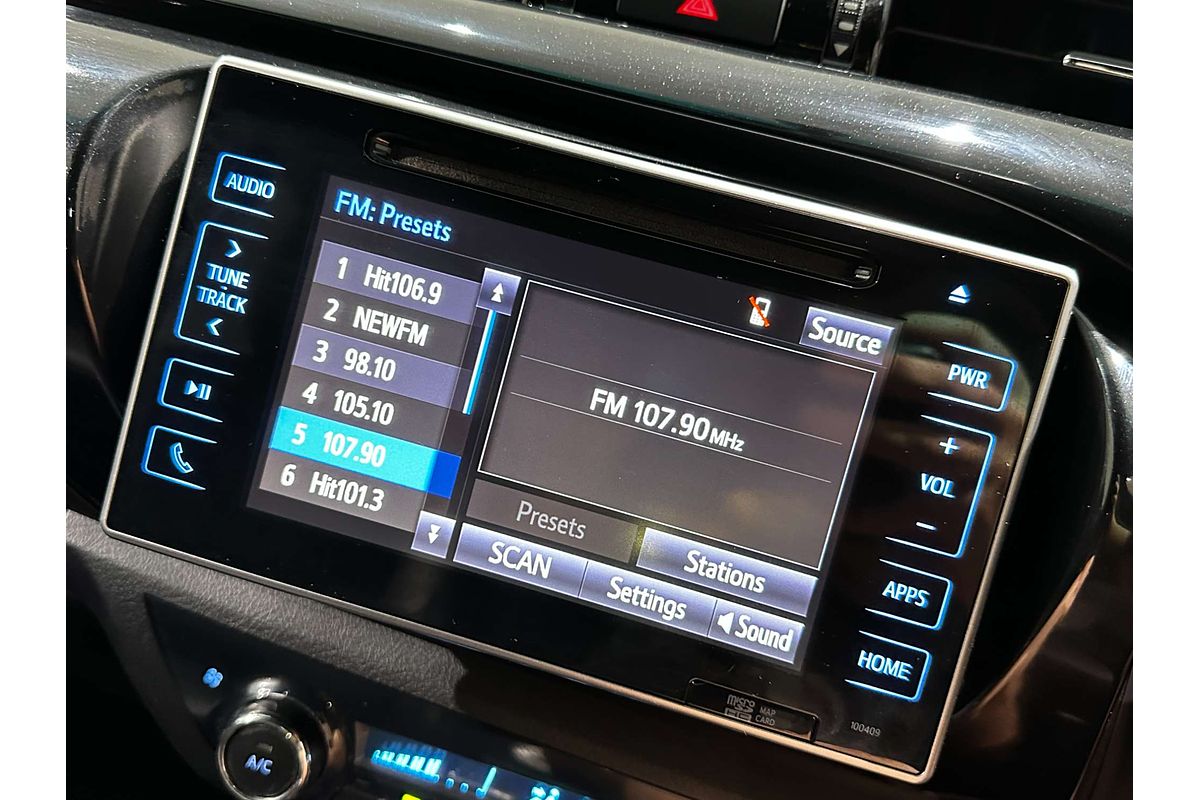 AUDIO
TUNE
TRACK
FM: Presets
1 Hit106.9
2 NEWFM
3 98.10
4 105.10
5 107.90
6 Hit101.3
Source
FM 107.90MHz
Presets
Stations
SCAN
Settings
Sound
PWR
+
VOL
-
APPS
HOME
micro
SD
HC
MAP
CARD
100409
A/C